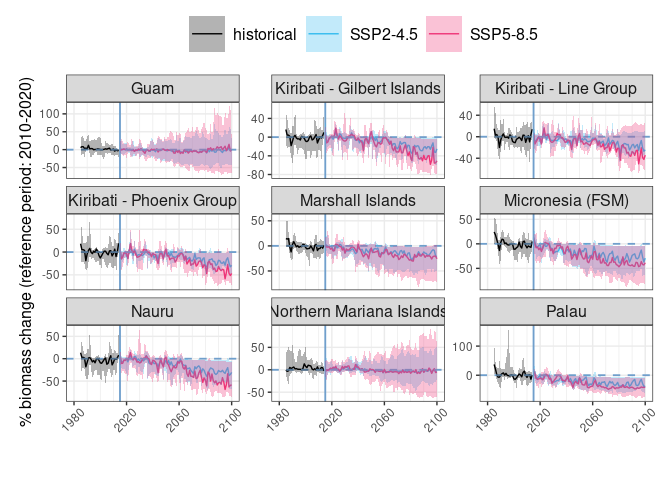 historical SSP2-4.5 SSP5-8.5
% biomass change (reference period: 2010-2020)
Guam Kiribati - Gilbert Islands Kiribati - Line Group
100 50 0 -50
40 0 -40 -80
40 0 -40
Kiribati - Phoenix Group Marshall Islands Micronesia (FSM)
50 0 -50
50 0 -50
50 0 -50
Nauru Northern Mariana Islands Palau
50 0 -50
50 0 -50
100 0
1980 2020 2060 2100 1980 2020 2060 2100 1980 2020 2060 2100